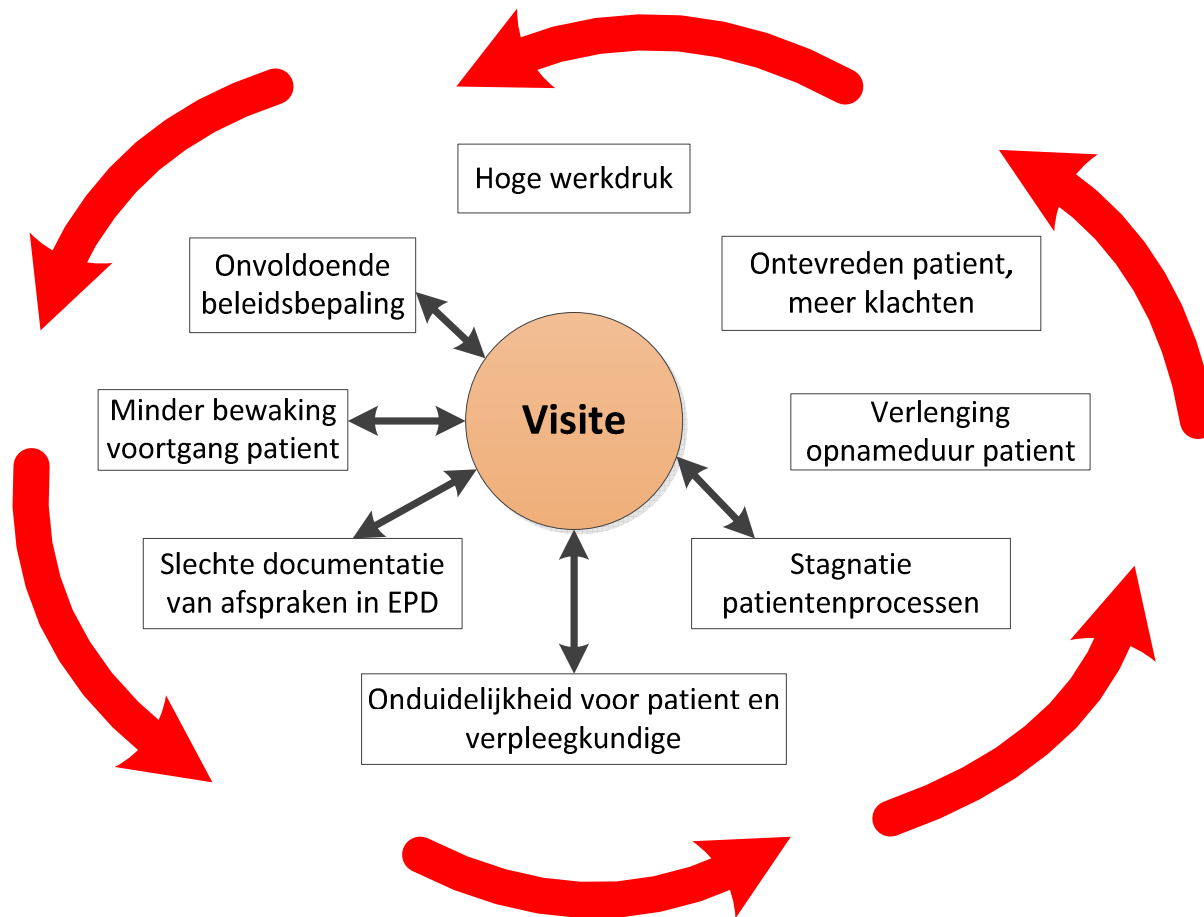 Hoge werkdruk
Onvoldoende
beleidsbepaling
Ontevreden patient,
meer klachten
Visite
Minder bewaking
voortgang patient
Verlenging
opnameduur patient
Slechte documentatie
van afspraken in EPD
Stagnatie
patientenprocessen
Onduidelijkheid voor patient en
verpleegkundige